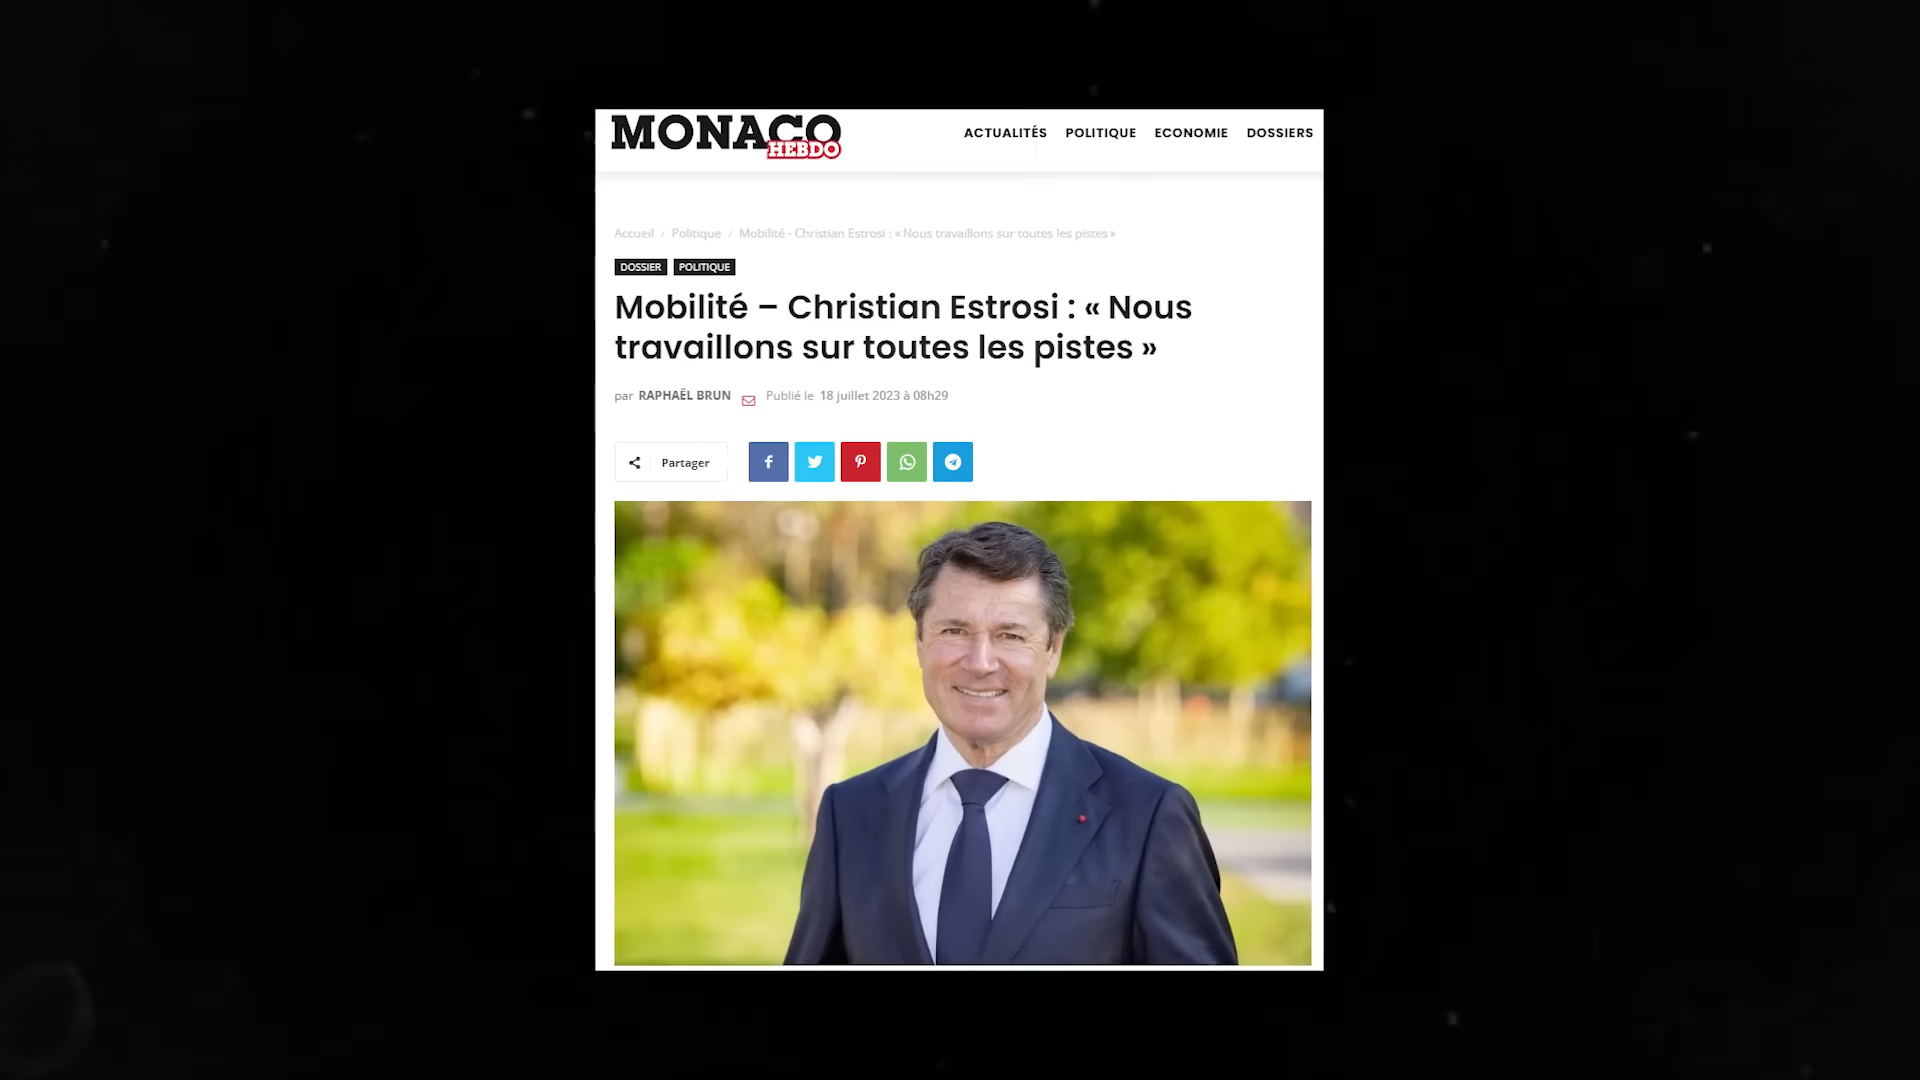 MONACO
HEBDO
ACTUALITÉS POLITIQUE ECONOMIE DOSSIERS
Accueil / Politique / Mobilité - Christian Estrosi : « Nous travaillons sur toutes les pistes »
DOSSIER POLITIQUE
Mobilité – Christian Estrosi : « Nous
travaillons sur toutes les pistes »
par RAPHAËL BRUN Publié le 18 juillet 2023 à 08h29
Partager